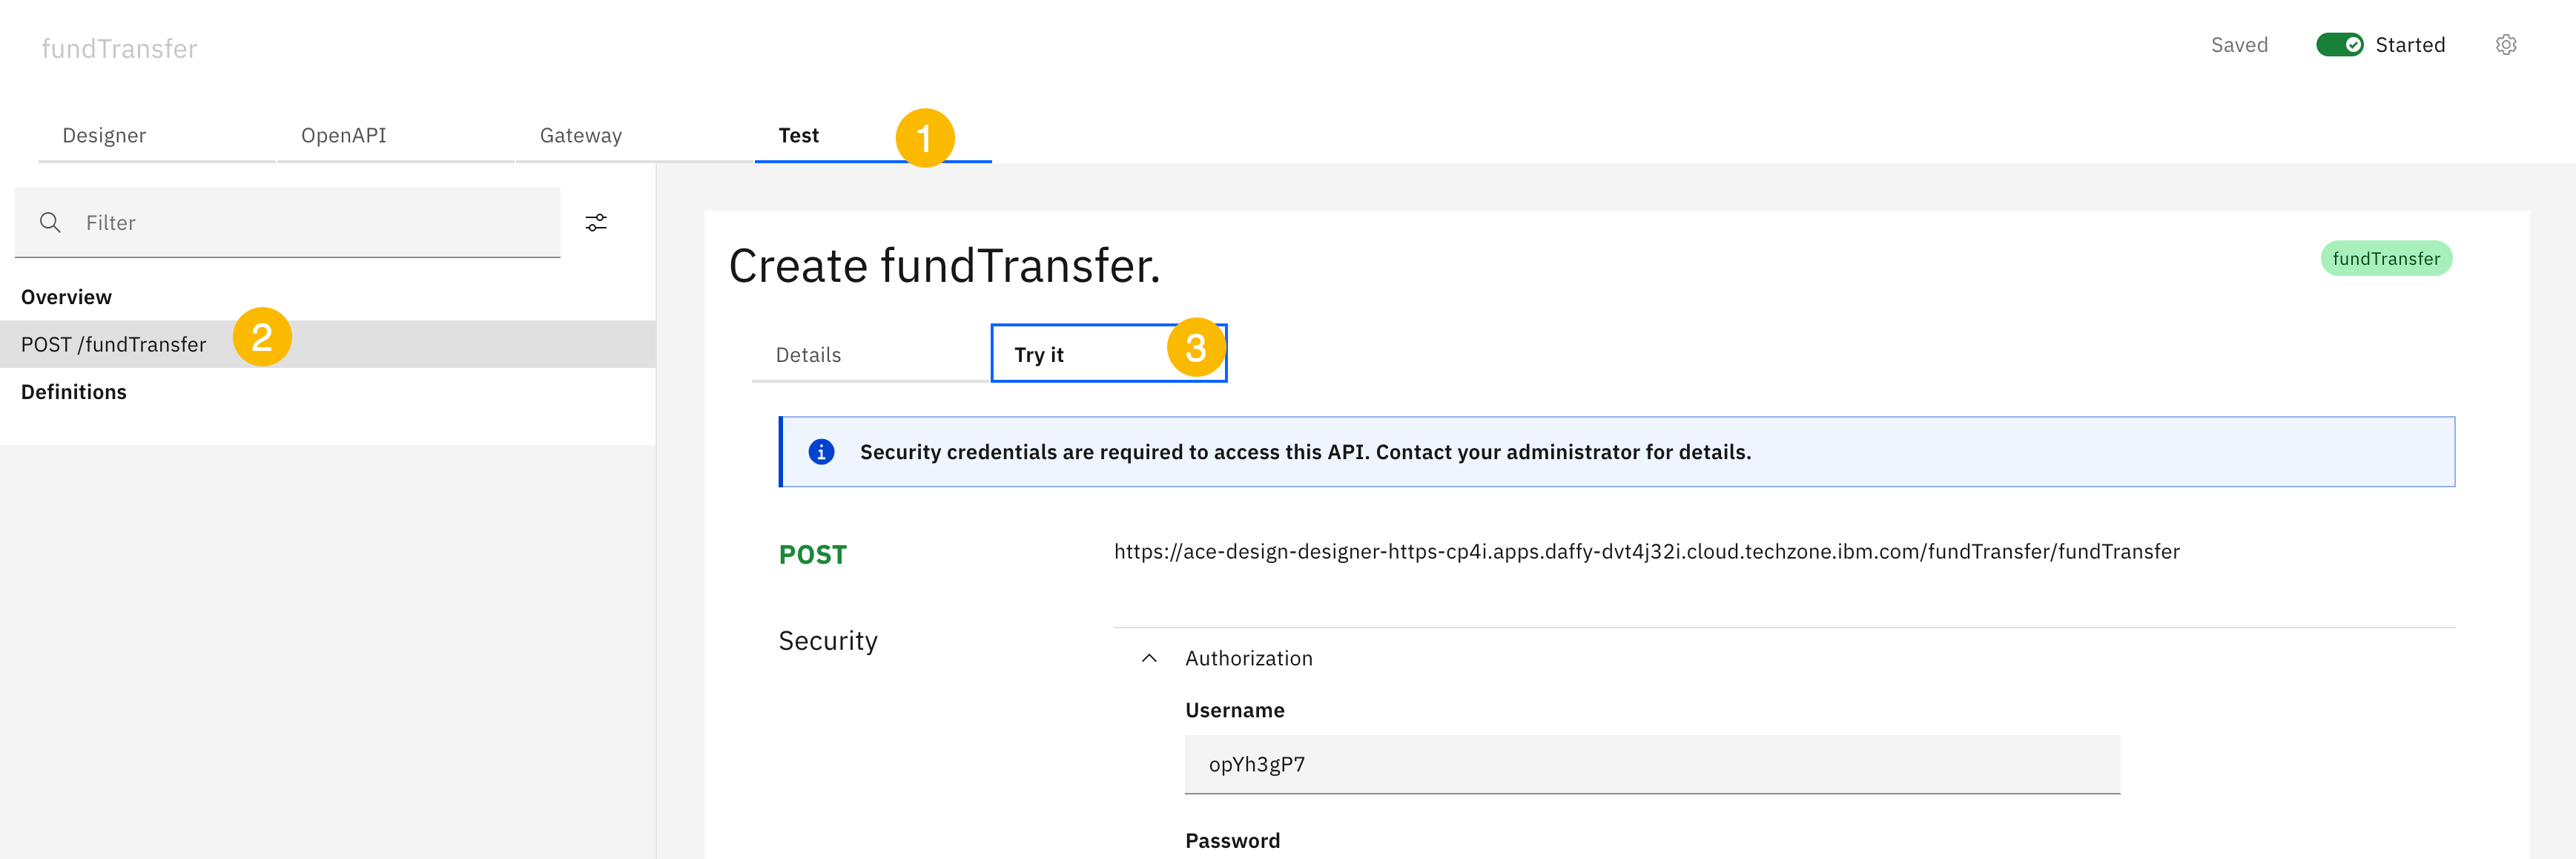 fundTransfer
Saved
Started
Designer
OpenAPI
Gateway
Test
1
Filter
Overview
POST /fundTransfer
2
Definitions
Create fundTransfer.
fundTransfer
Details
Try it
3
Security credentials are required to access this API. Contact your administrator for details.
POST
https://ace-design-designer-https-cp4i.apps.daffy-dvt4j32i.cloud.techzone.ibm.com/fundTransfer/fundTransfer
Security
Authorization
Username
opYh3gP7
Password